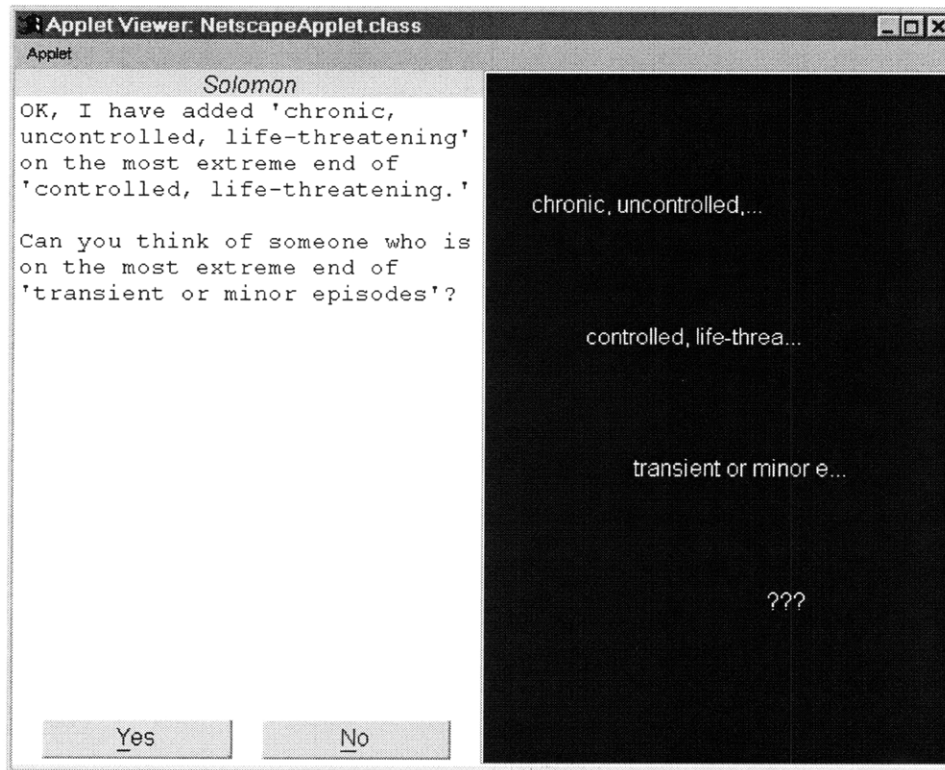 Applet Viewer: NetscapeApplet.class
Applet
Solomon
OK, I have added 'chronic,
uncontrolled, life-threatening'
on the most extreme end of
'controlled, life-threatening.'
Can you think of someone who is
on the most extreme end of
'transient or minor episodes'?
Yes
No
chronic, uncontrolled,...
controlled, life-threa...
transient or minor e...
???